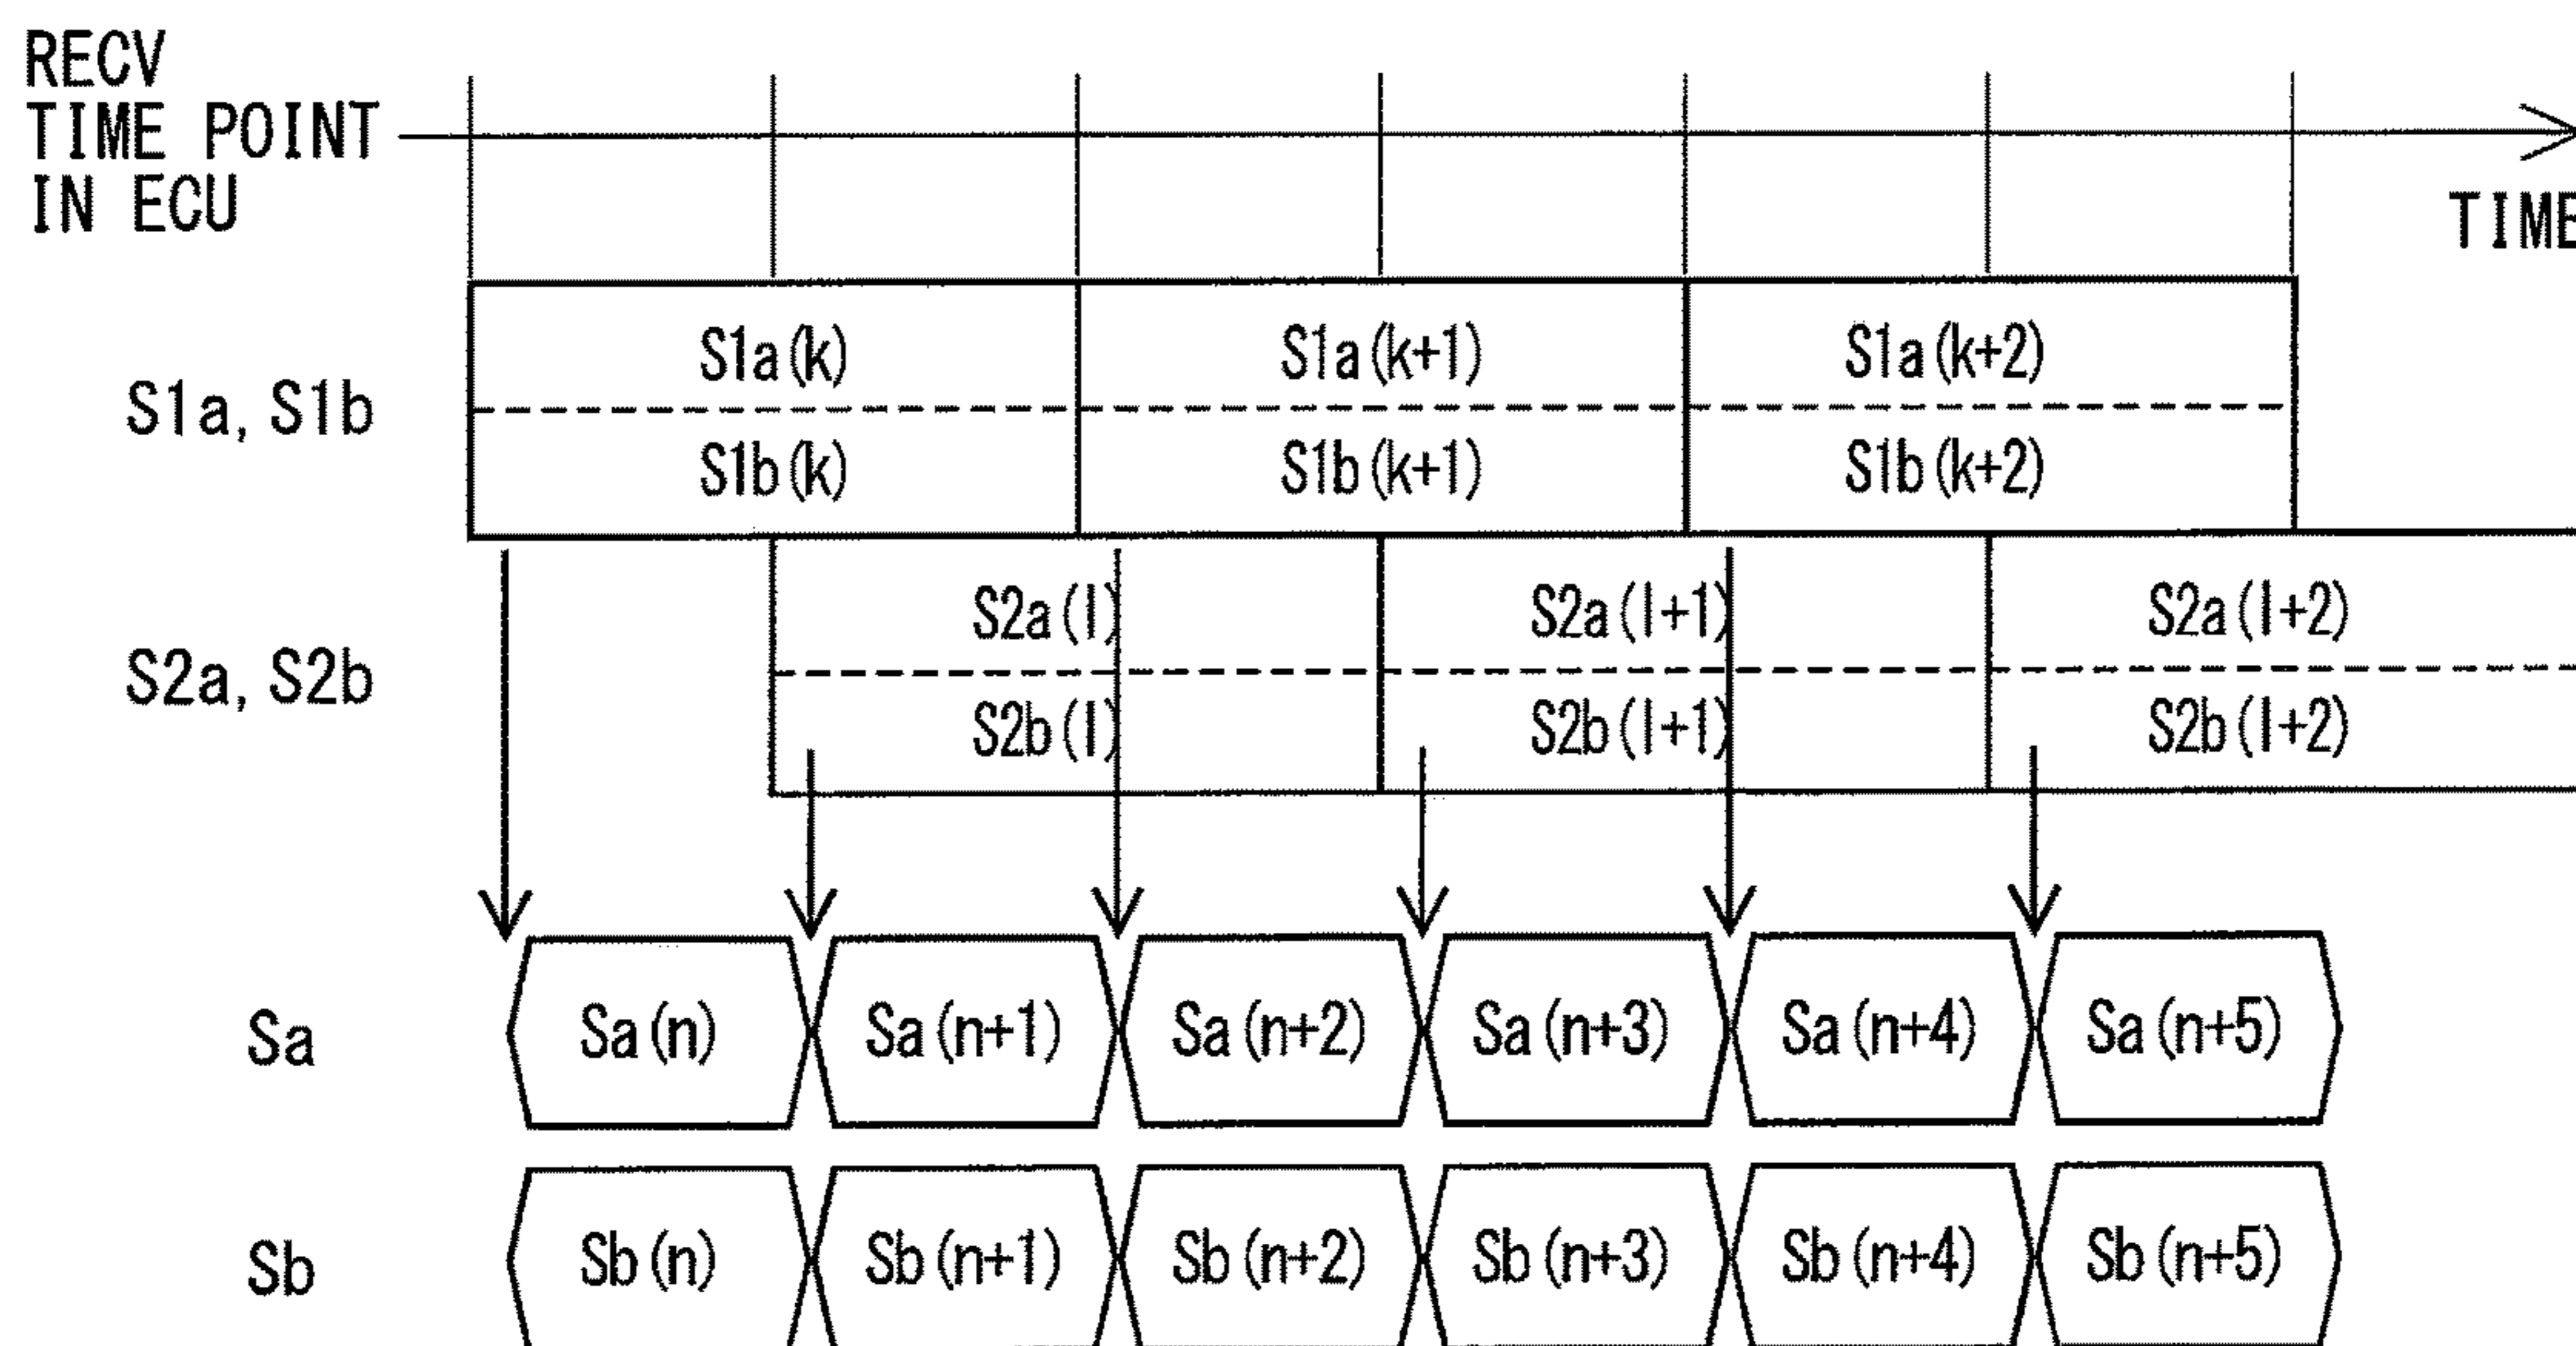 RECV
TIME POINT
IN ECU
TIME
S1a, S1b
S1a(k) S1a(k+1) S1a(k+2)
S1b(k) S1b(k+1) S1b(k+2)
S2a, S2b
S2a(l) S2a(l+1) S2a(l+2)
S2b(l) S2b(l+1) S2b(l+2)
Sa Sa(n) Sa(n+1) Sa(n+2) Sa(n+3) Sa(n+4) Sa(n+5)
Sb Sb(n) Sb(n+1) Sb(n+2) Sb(n+3) Sb(n+4) Sb(n+5)